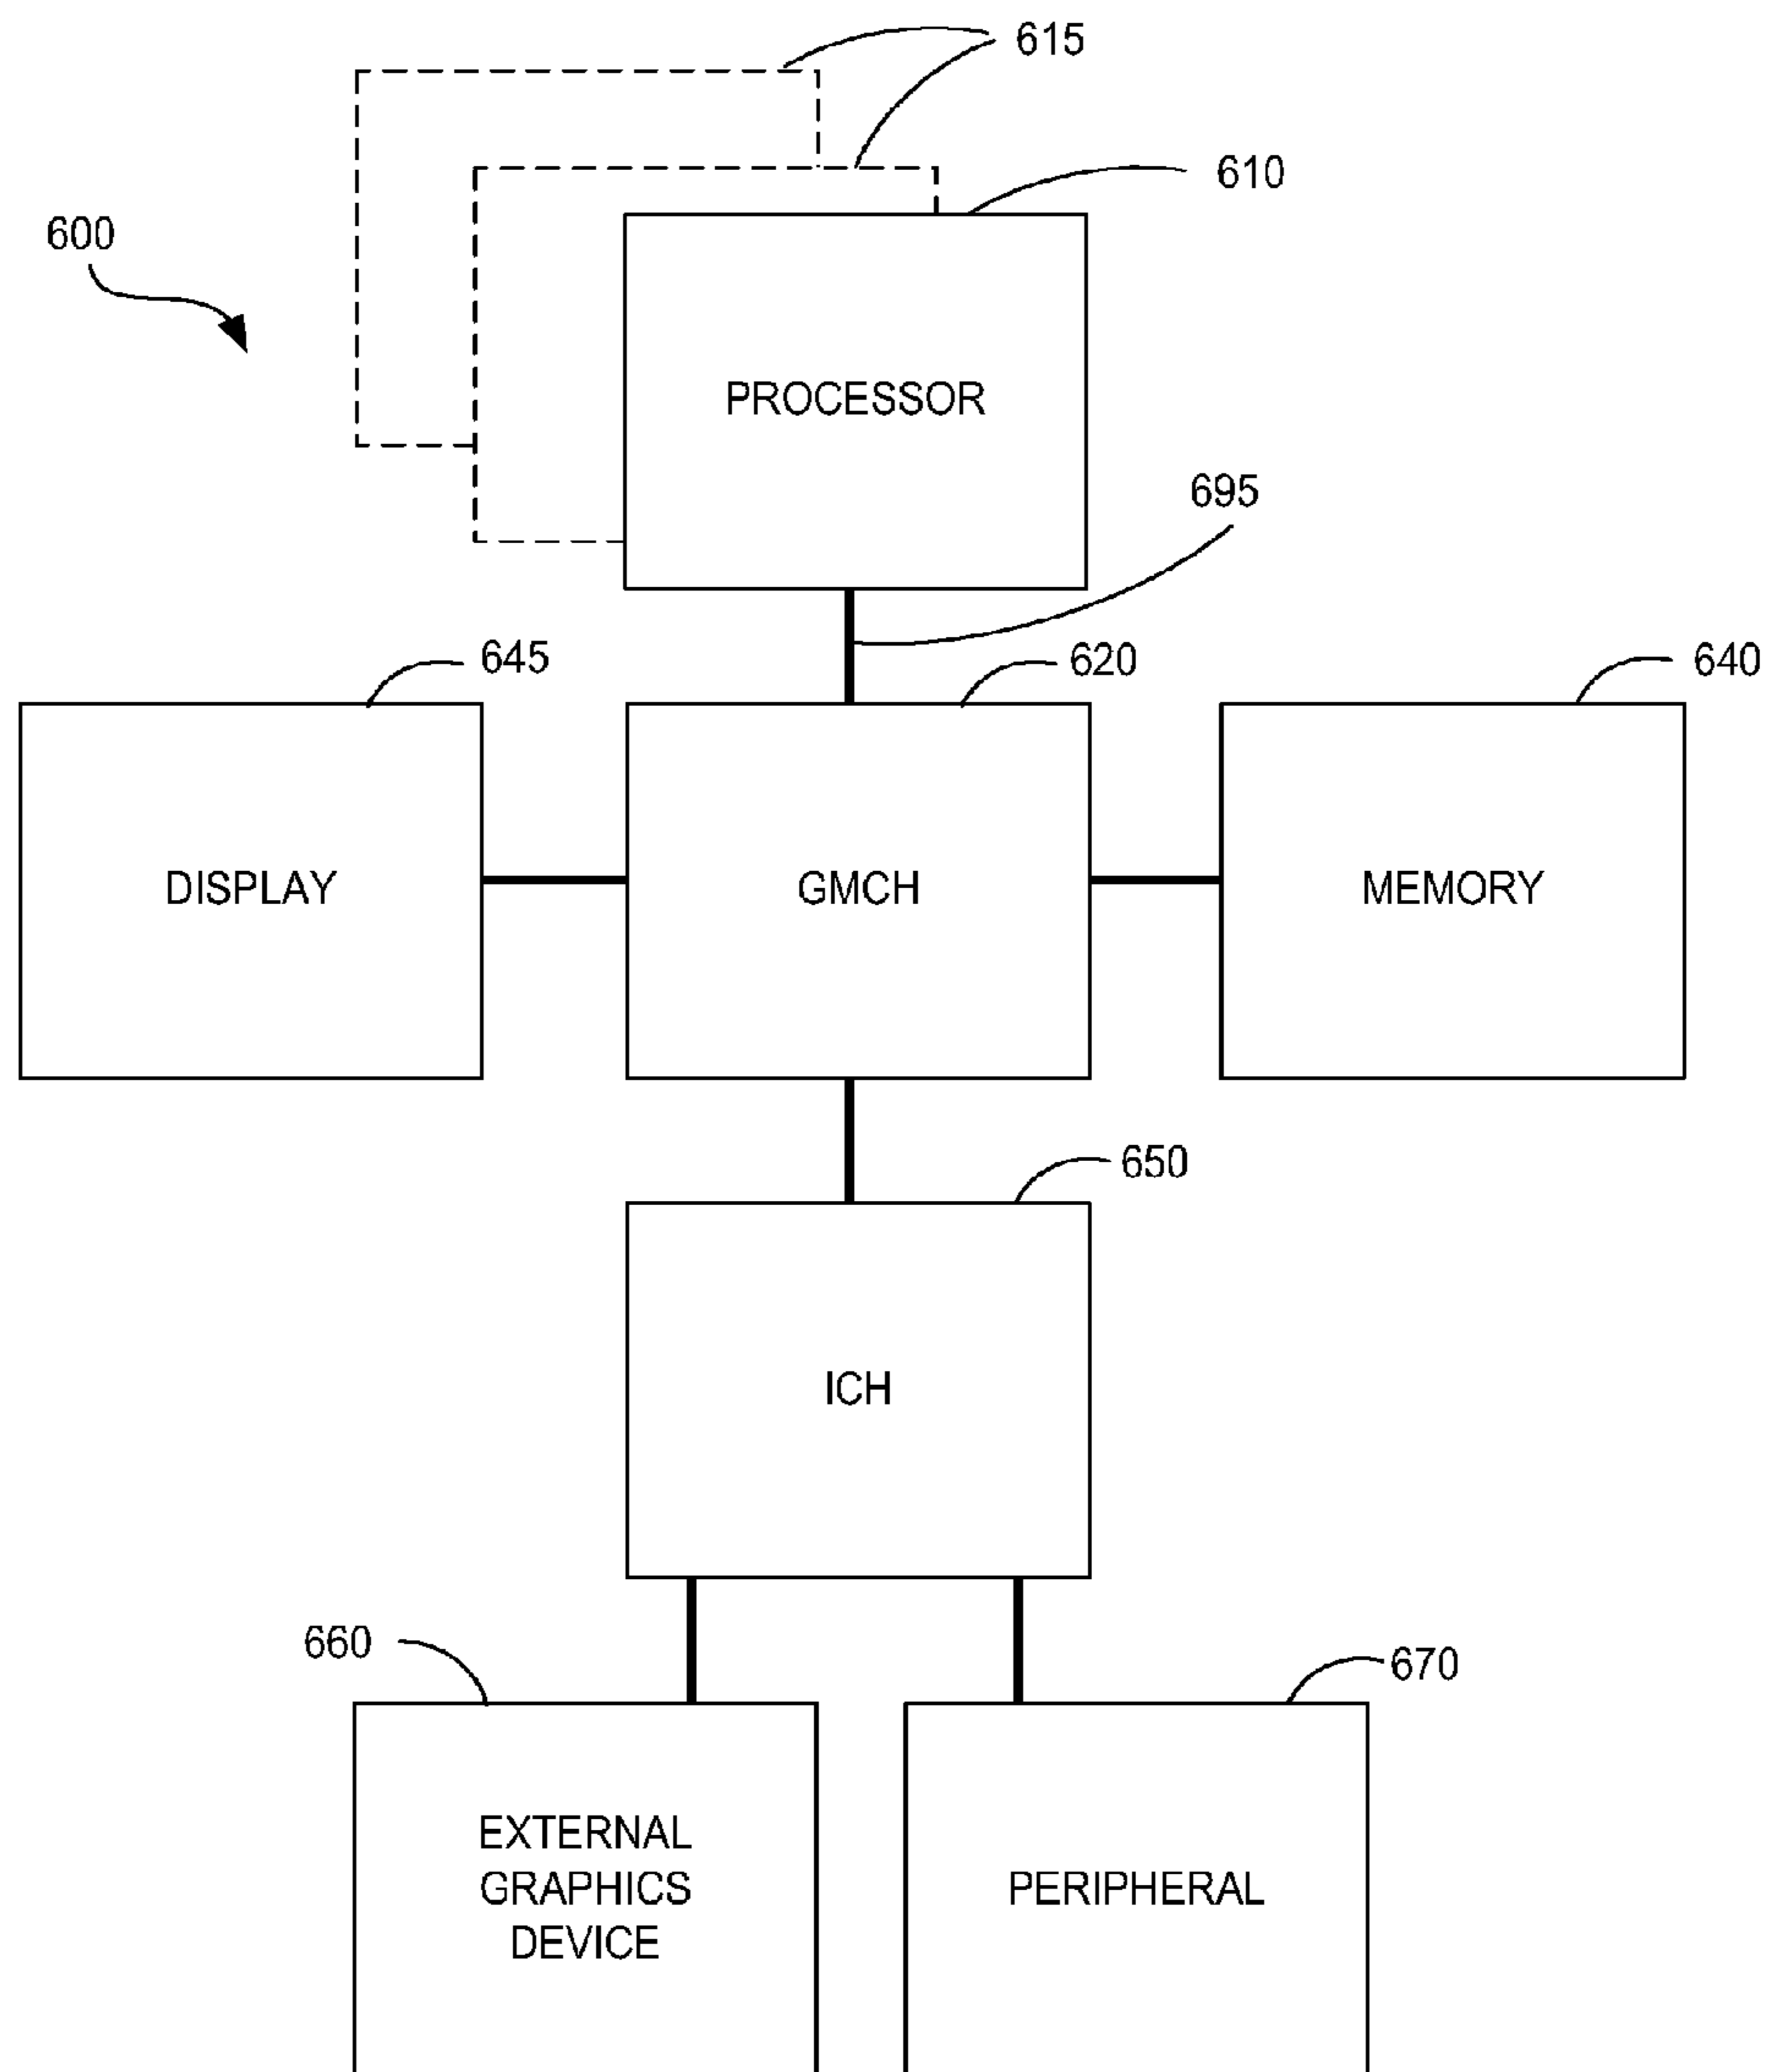 615
610
600
PROCESSOR
695
645
620
640
DISPLAY
GMCH
MEMORY
650
ICH
660
670
EXTERNAL
GRAPHICS
DEVICE
PERIPHERAL